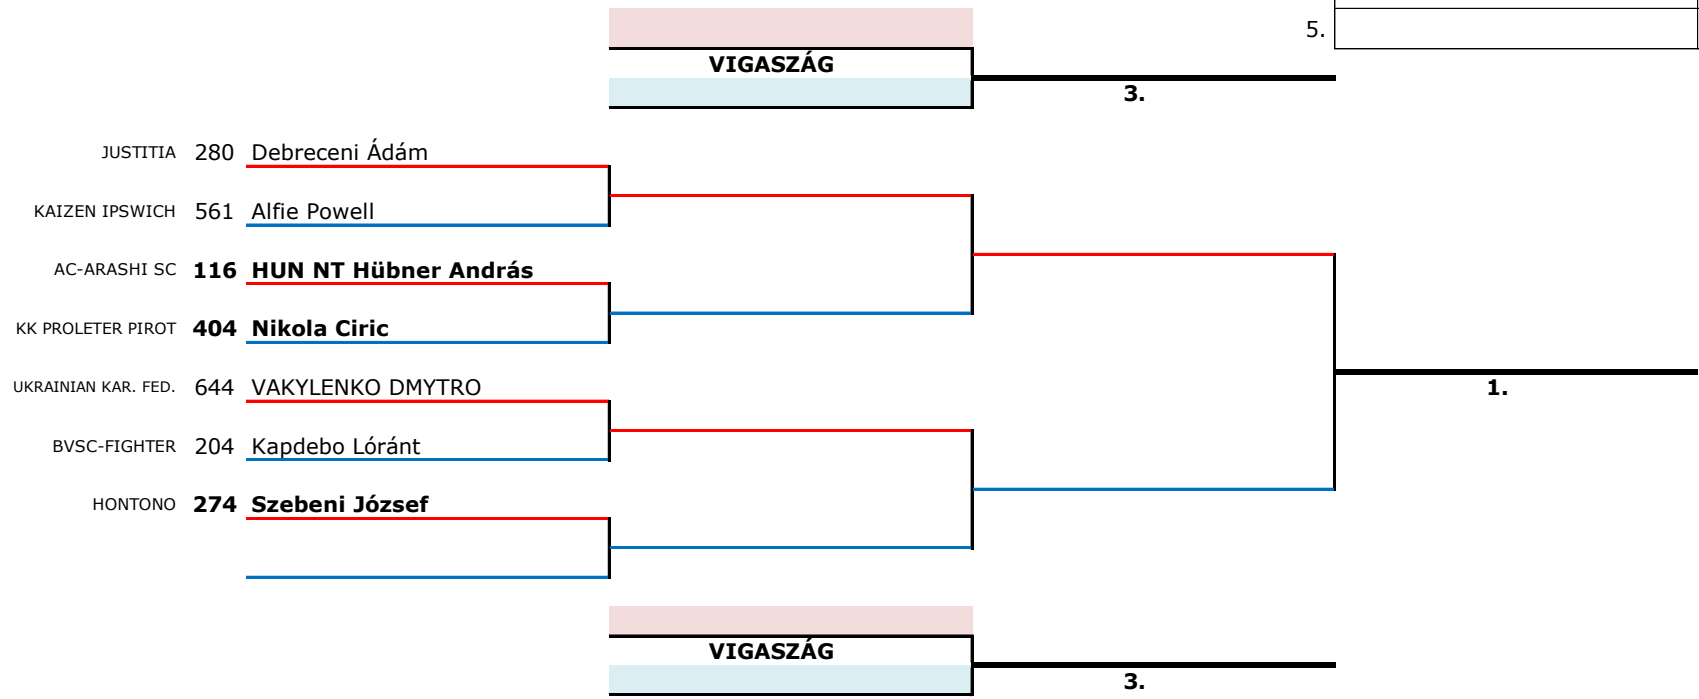 5.
VIGASZÁG
3.
JUSTITIA 280 Debreceni Ádám
KAIZEN IPSWICH 561 Alfie Powell
AC-ARASHI SC 116 HUN NT Hübner András
KK PROLETER PIROT 404 Nikola Ciric
UKRAINIAN KAR. FED. 644 VAKYLENKO DMYTRO
1.
BVSC-FIGHTER 204 Kapdebo Lóránt
HONTONO 274 Szebeni József
VIGASZÁG
3.